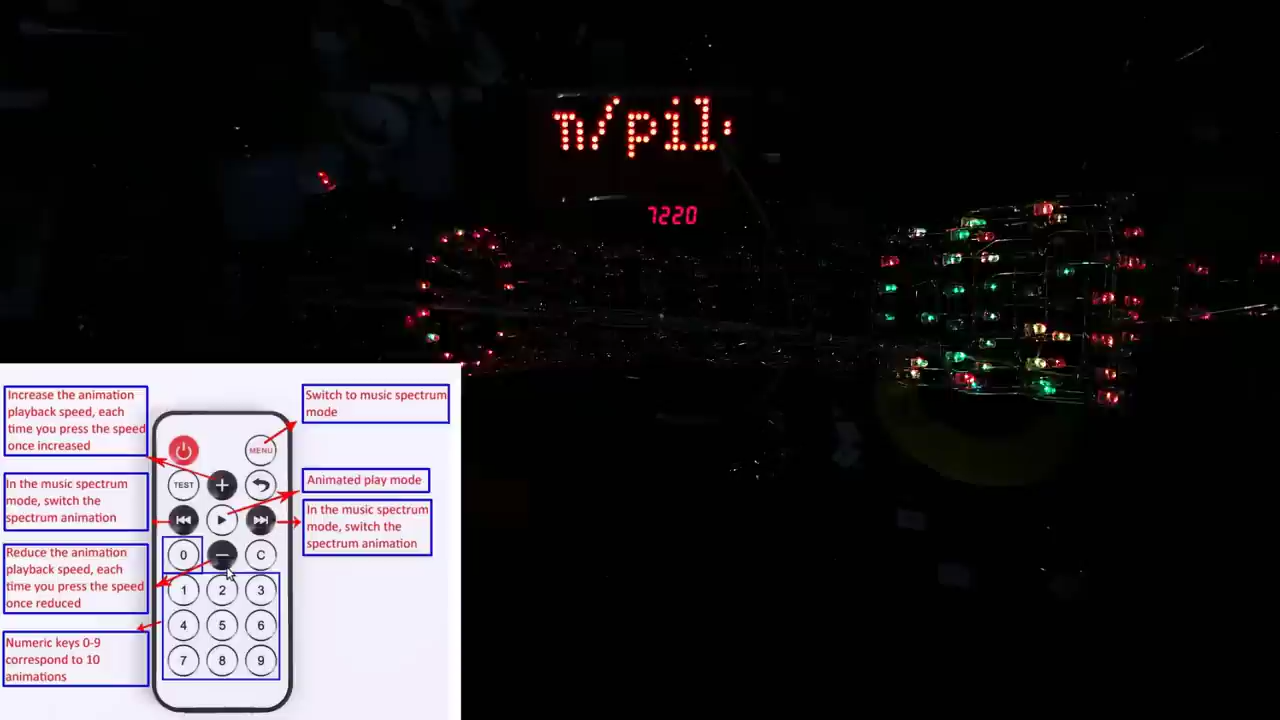 /pil
7220
Increase the animation
playback speed, each
time you press the speed
once increased
Switch to music spectrum
mode
In the music spectrum
mode, switch the
spectrum animation
Animated play mode
In the music spectrum
mode, switch the
spectrum animation
Reduce the animation
playback speed, each
time you press the speed
once reduced
Numeric keys 0-9
correspond to 10
animations
MENU
TEST +
0 − C
1 2 3
4 5 6
7 8 9